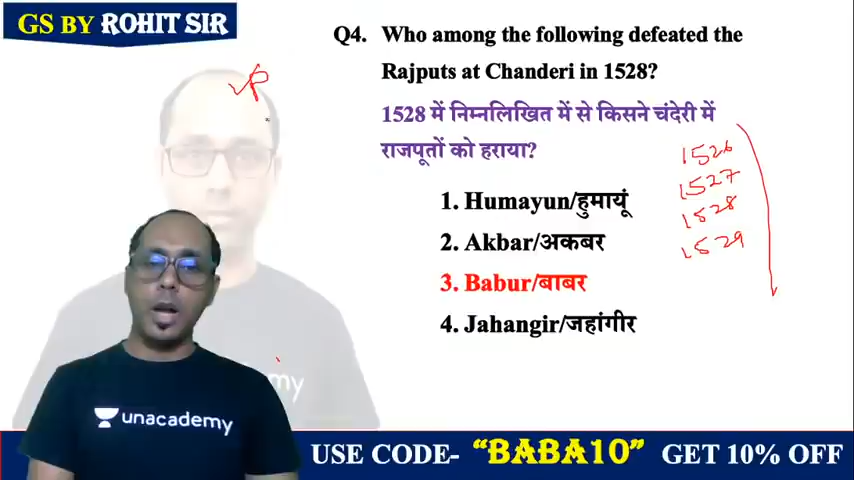 GS BY ROHIT SIR
Q4. Who among the following defeated the
Rajputs at Chanderi in 1528?
1528 में निम्नलिखित में से किसने चंदेरी में
राजपूतों को हराया?
1526
1527
1528
1529
1. Humayun/हुमायूं
2. Akbar/अकबर
3. Babur/बाबर
4. Jahangir/जहांगीर
unacademy
my
USE CODE- “BABA10” GET 10% OFF